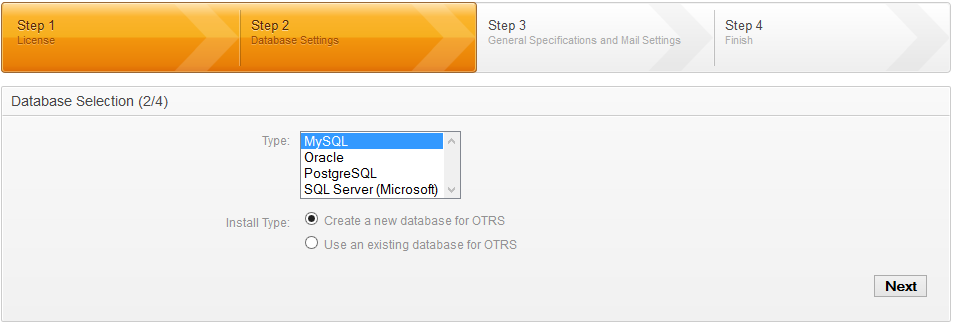 Step 1
License
Step 2
Database Settings
Step 3
General Specifications and Mail Settings
Step 4
Finish
Database Selection (2/4)
Type:
MySQL
Oracle
PostgreSQL
SQL Server (Microsoft)
Install Type:
Create a new database for OTRS
Use an existing database for OTRS
Next